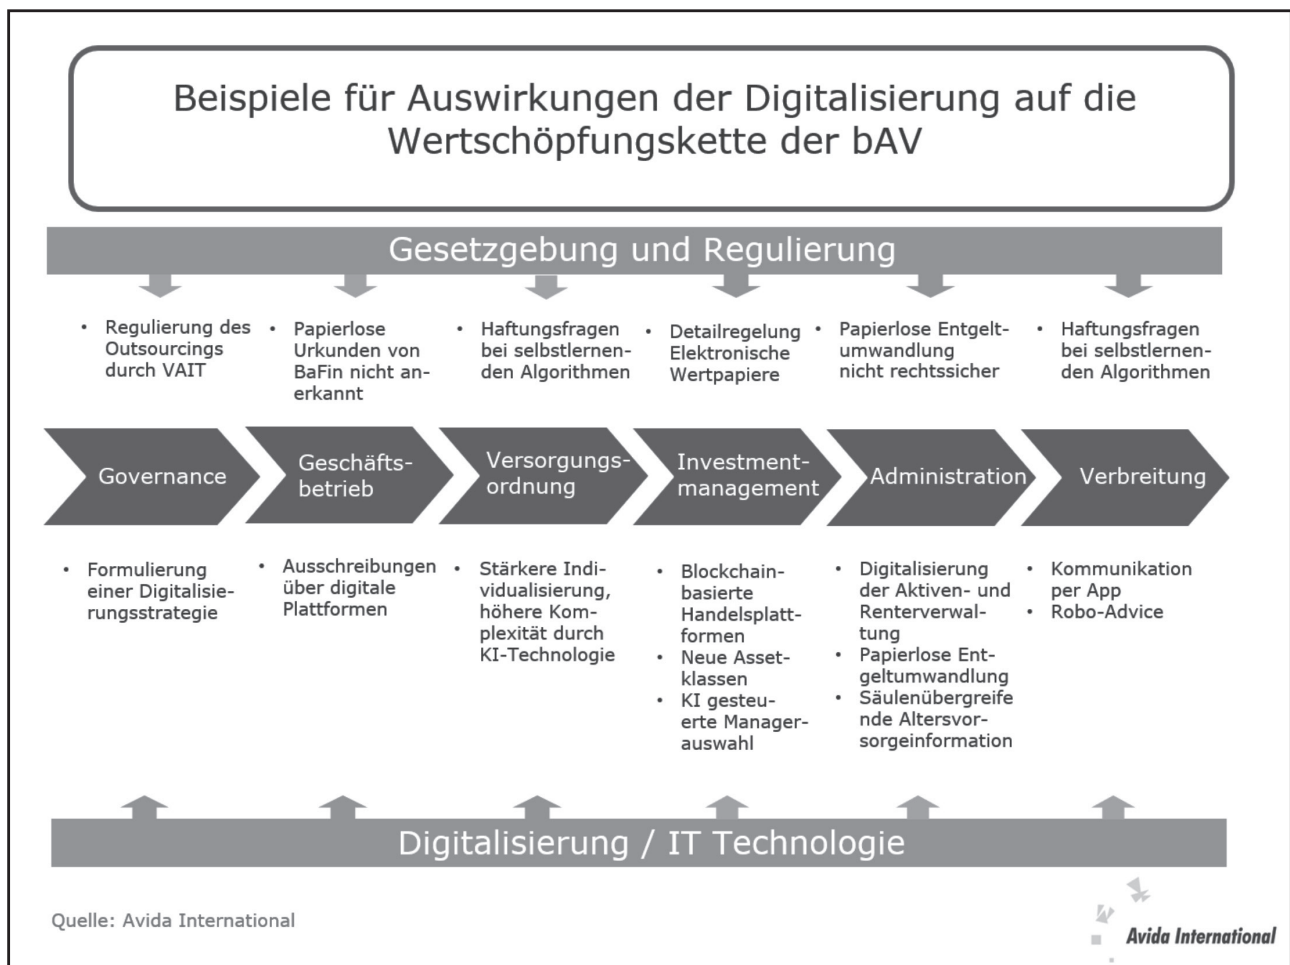 Beispiele für Auswirkungen der Digitalisierung auf die
Wertschöpfungskette der bAV
Gesetzgebung und Regulierung
• Regulierung des
Outsourcings
durch VAIT
• Papierlose
Urkunden von
BaFin nicht an-
erkannt
• Haftungsfragen
bei selbstlernen-
den Algorithmen
• Detailregelung
Elektronische
Wertpapiere
• Papierlose Entgelt-
umwandlung
nicht rechtssicher
• Haftungsfragen
bei selbstlernen-
den Algorithmen
Governance
Geschäfts-
betrieb
Versorgungs-
ordnung
Investment-
management
Administration
Verbreitung
• Formulierung
einer Digitalisie-
rungsstrategie
• Ausschreibungen
über digitale
Plattformen
• Stärkere Indi-
vidualisierung,
höhere Kom-
plexität durch
KI-Technologie
• Blockchain-
basierte
Handelsplatt-
formen
• Neue Asset-
klassen
• KI gesteu-
erte Manager-
auswahl
• Digitalisierung
der Aktiven- und
Renterverwal-
tung
• Papierlose Ent-
geltumwandlung
• Säulenübergreife
nde Altersvor-
sorgeinformation
• Kommunikation
per App
• Robo-Advice
Digitalisierung / IT Technologie
Quelle: Avida International
Avida International